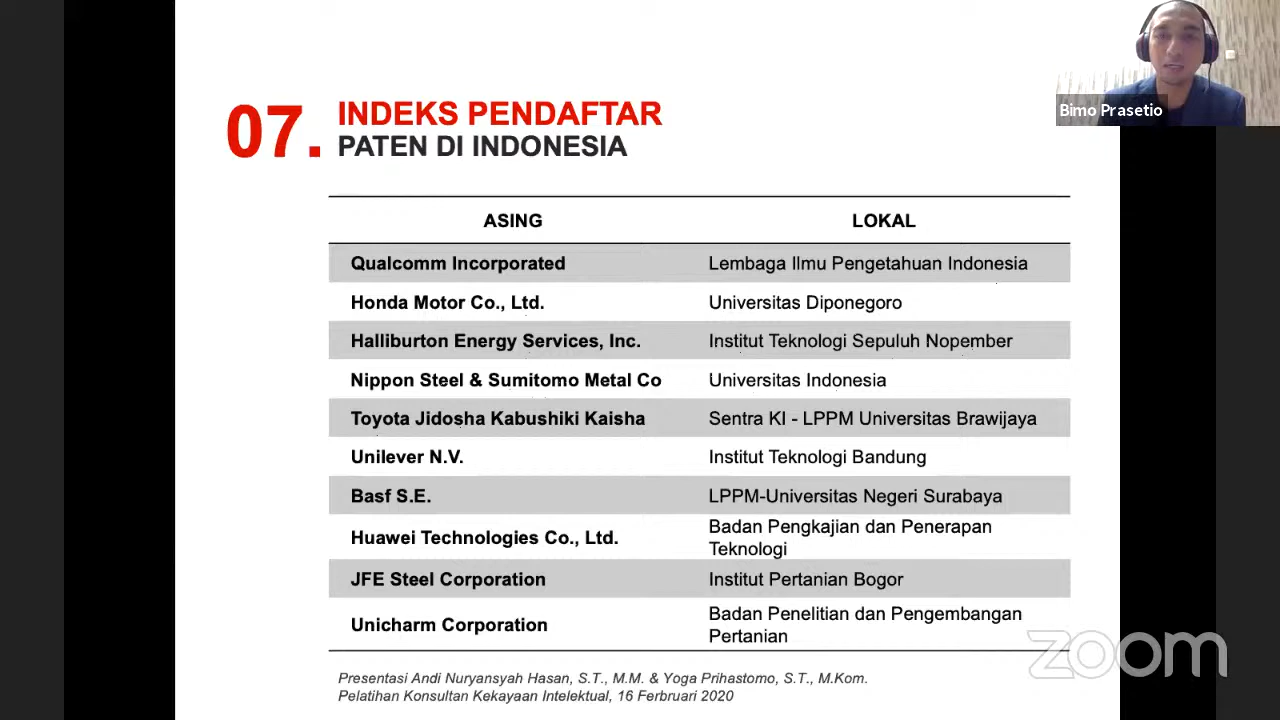 Bimo Prasetio
07.
INDEKS PENDAFTAR
PATEN DI INDONESIA
ASING LOKAL
Qualcomm Incorporated Lembaga Ilmu Pengetahuan Indonesia
Honda Motor Co., Ltd. Universitas Diponegoro
Halliburton Energy Services, Inc. Institut Teknologi Sepuluh Nopember
Nippon Steel & Sumitomo Metal Co Universitas Indonesia
Toyota Jidosha Kabushiki Kaisha Sentra KI - LPPM Universitas Brawijaya
Unilever N.V. Institut Teknologi Bandung
Basf S.E. LPPM-Universitas Negeri Surabaya
Huawei Technologies Co., Ltd. Badan Pengkajian dan Penerapan
Teknologi
JFE Steel Corporation Institut Pertanian Bogor
Unicharm Corporation Badan Penelitian dan Pengembangan
Pertanian
zoom
Presentasi Andi Nuryansyah Hasan, S.T., M.M. & Yoga Prihastomo, S.T., M.Kom.
Pelatihan Konsultan Kekayaan Intelektual, 16 Ferbruari 2020